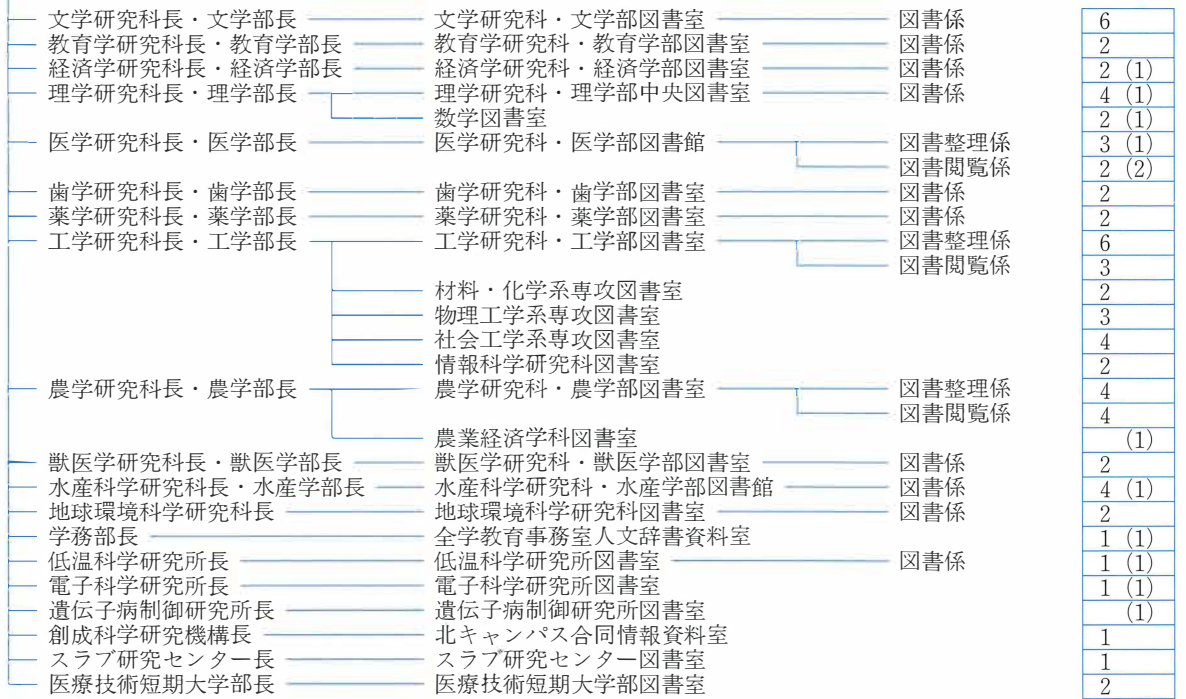 文学研究科長・文学部長 文学研究科・文学部図書室 図書係 6
教育学研究科長・教育学部長 教育学研究科・教育学部図書室 図書係 2
経済学研究科長・経済学部長 経済学研究科・経済学部図書室 図書係 2 (1)
理学研究科長・理学部長 理学研究科・理学部中央図書室 図書係 4 (1)
数学図書室 2 (1)
医学研究科長・医学部長 医学研究科・医学部図書館 図書整理係 3 (1)
図書閲覧係 2 (2)
歯学研究科長・歯学部長 歯学研究科・歯学部図書室 図書係 2
薬学研究科長・薬学部長 薬学研究科・薬学部図書室 図書係 2
工学研究科長・工学部長 工学研究科・工学部図書室 図書整理係 6
図書閲覧係 3
材料・化学系専攻図書室 2
物理工学系専攻図書室 3
社会工学系専攻図書室 4
情報科学研究科図書室 2
農学研究科長・農学部長 農学研究科・農学部図書室 図書整理係 4
図書閲覧係 4
農業経済学科図書室 (1)
獣医学研究科長・獣医学部長 獣医学研究科・獣医学部図書室 図書係 2
水産科学研究科長・水産学部長 水産科学研究科・水産学部図書館 図書係 4 (1)
地球環境科学研究科長 地球環境科学研究科図書室 図書係 2
学務部長 全学教育事務室人文辞書資料室 1 (1)
低温科学研究所長 低温科学研究所図書室 図書係 1 (1)
電子科学研究所長 電子科学研究所図書室 1 (1)
遺伝子病制御研究所長 遺伝子病制御研究所図書室 (1)
創成科学研究機構長 北キャンパス合同情報資料室 1
スラブ研究センター長 スラブ研究センター図書室 1
医療技術短期大学部長 医療技術短期大学部図書室 2